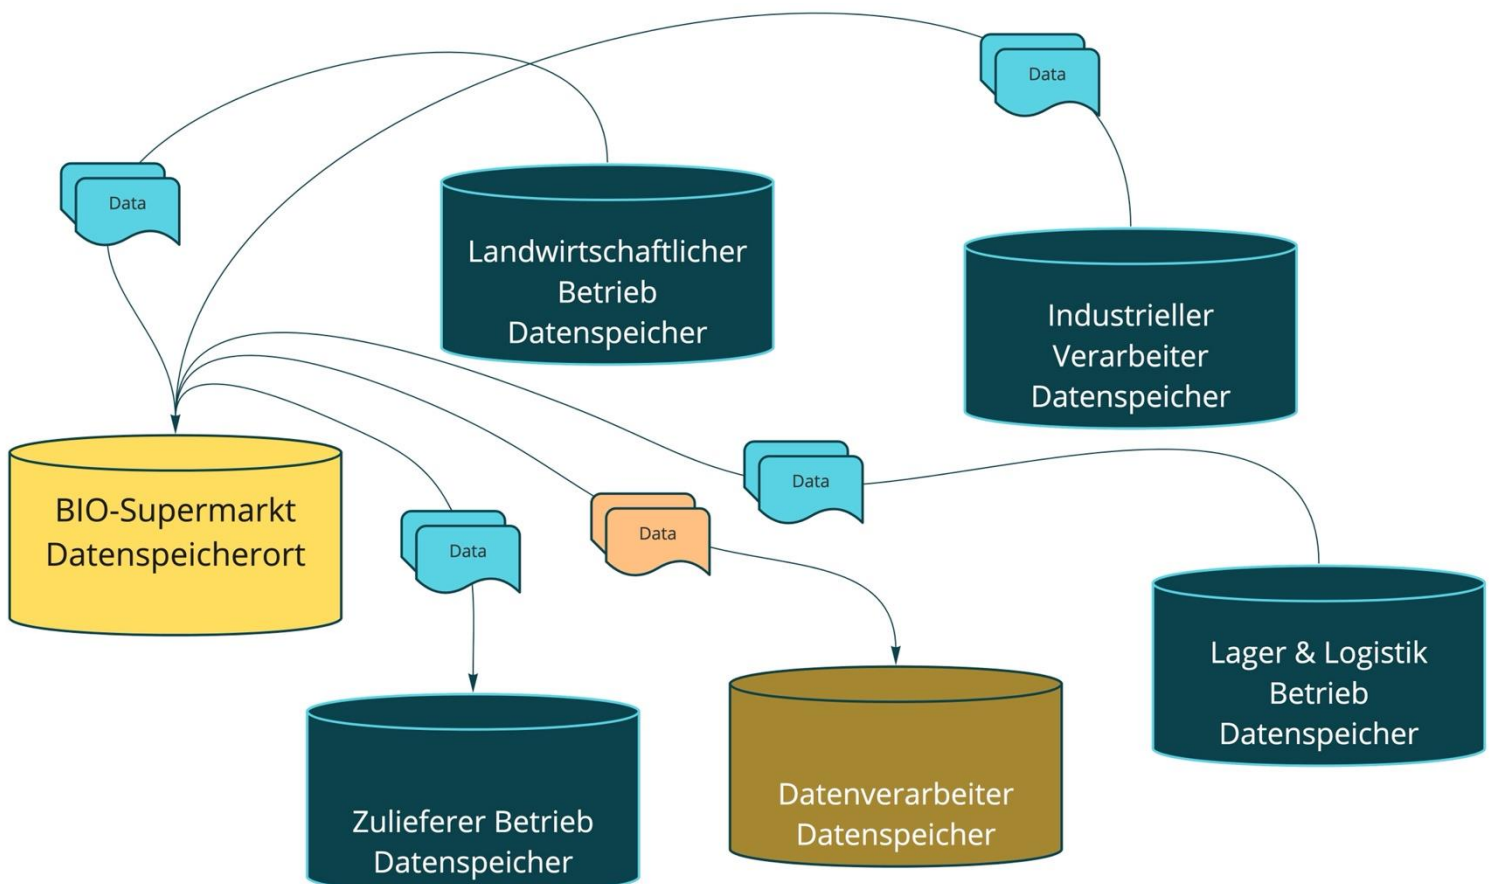 Data
Data
Landwirtschaftlicher
Betrieb
Datenspeicher
Industrieller
Verarbeiter
Datenspeicher
BIO-Supermarkt
Datenspeicherort
Data
Data
Data
Lager & Logistik
Betrieb
Datenspeicher
Datenverarbeiter
Datenspeicher
Zulieferer Betrieb
Datenspeicher